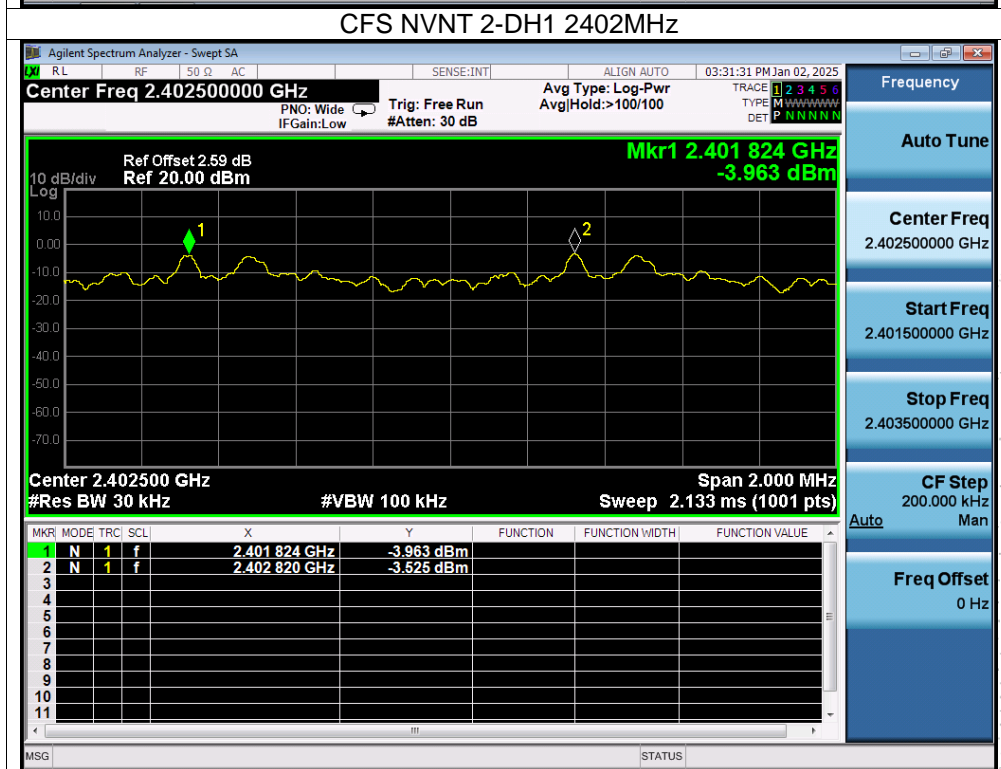 CFS NVNT 2-DH1 2402MHz
Agilent Spectrum Analyzer - Swept SA
LXI RL RF 50 Ω AC SENSE:INT ALIGN AUTO 03:31:31 PM Jan 02, 2025
Center Freq 2.402500000 GHz
PNO: Wide
IFGain:Low
Trig: Free Run
#Atten: 30 dB
Avg Type: Log-Pwr
Avg|Hold:>100/100
TRACE 1 2 3 4 5 6
TYPE M WWWWW
DET P N N N N N
Mkr1 2.401 824 GHz
-3.963 dBm
Ref Offset 2.59 dB
10 dB/div Ref 20.00 dBm
Log
10.0
0.00
-10.0
-20.0
-30.0
-40.0
-50.0
-60.0
-70.0
1
2
Center 2.402500 GHz Span 2.000 MHz
#Res BW 30 kHz #VBW 100 kHz Sweep 2.133 ms (1001 pts)
MKR MODE TRC SCL X Y FUNCTION FUNCTION WIDTH FUNCTION VALUE
1 N 1 f 2.401 824 GHz -3.963 dBm
2 N 1 f 2.402 820 GHz -3.525 dBm
3
4
5
6
7
8
9
10
11
MSG STATUS
Frequency
Auto Tune
Center Freq
2.402500000 GHz
Start Freq
2.401500000 GHz
Stop Freq
2.403500000 GHz
CF Step
200.000 kHz
Auto Man
Freq Offset
0 Hz